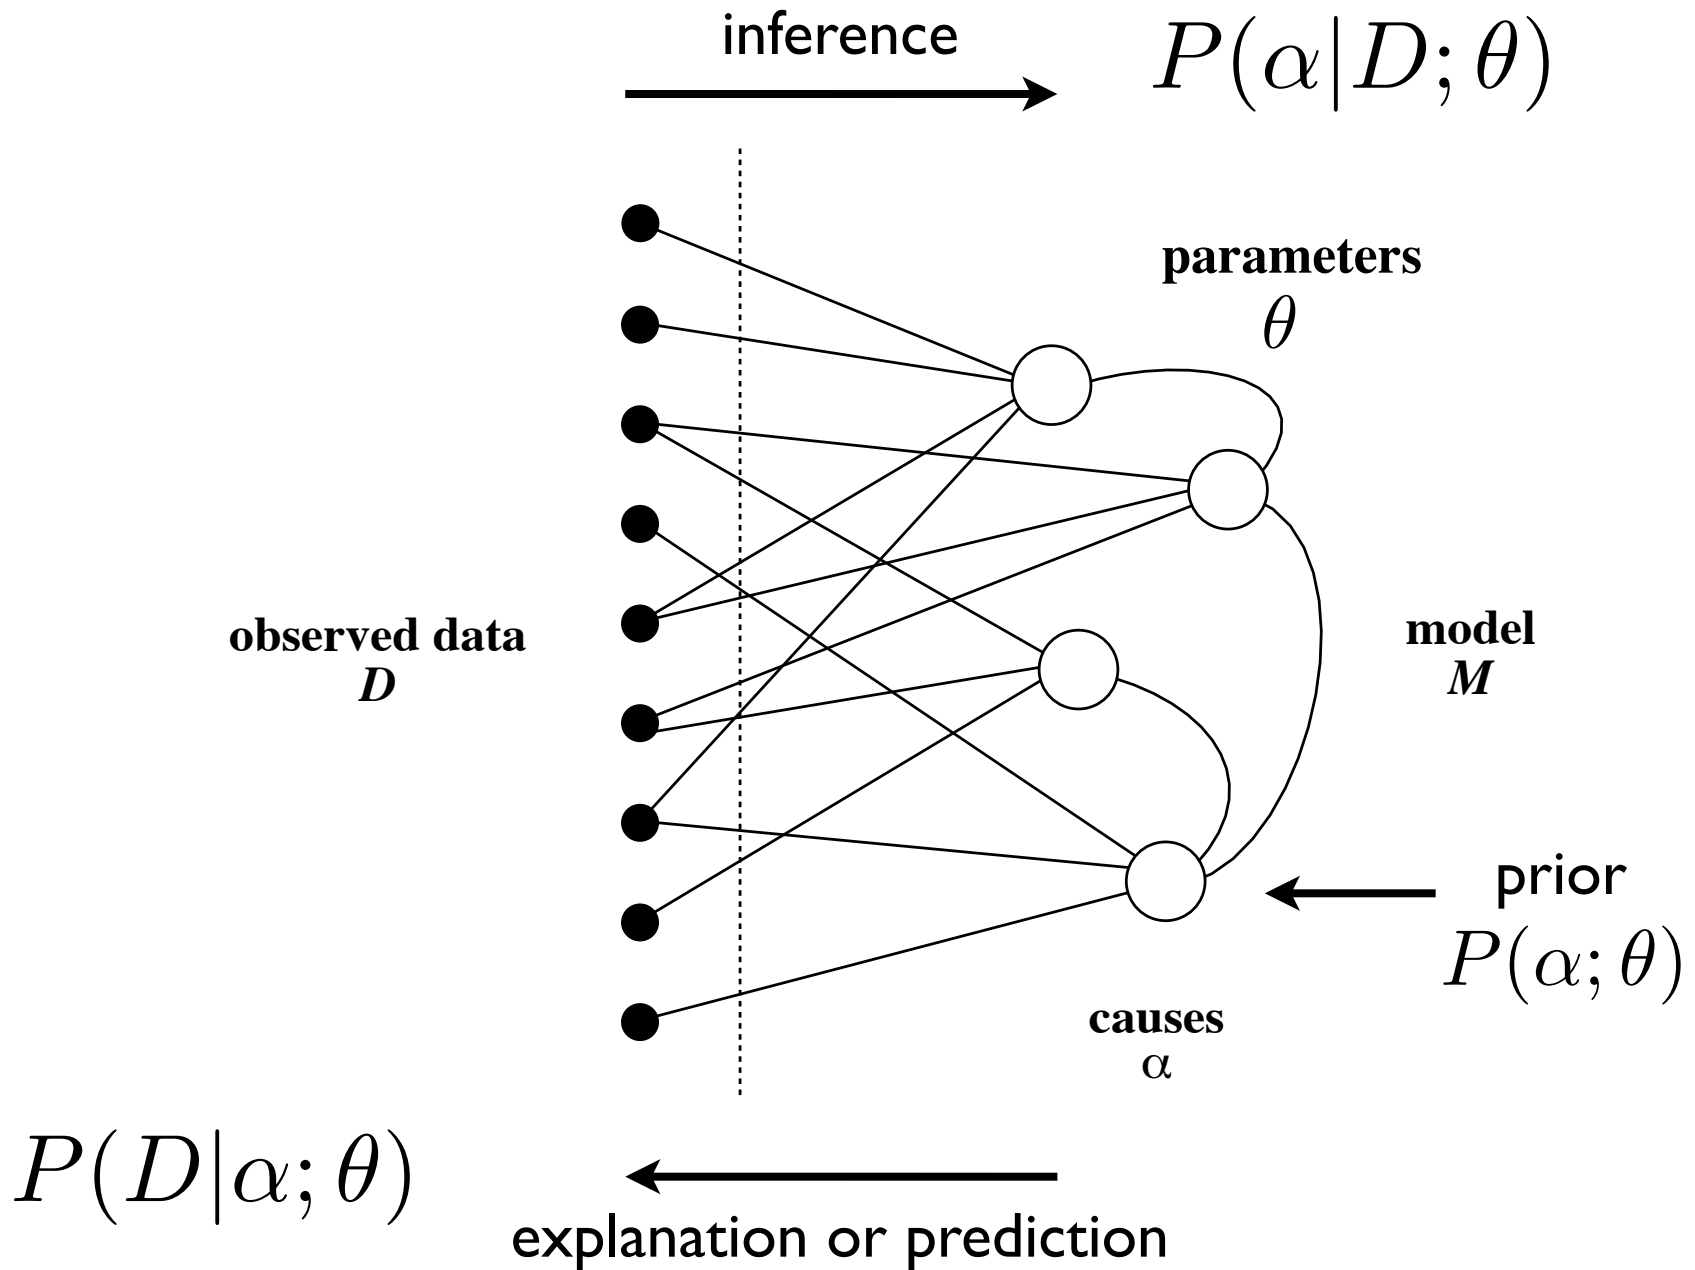 inference
P(α|D; θ)
parameters
θ
observed data
D
model
M
prior
P(α; θ)
causes
α
P(D|α; θ)
explanation or prediction